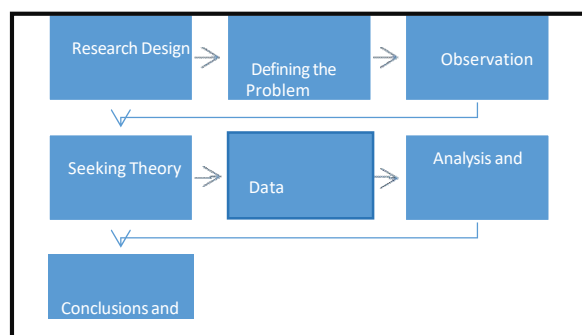 Research Design
Defining the
Problem
Observation
Seeking Theory
Data
Analysis and
Conclusions and